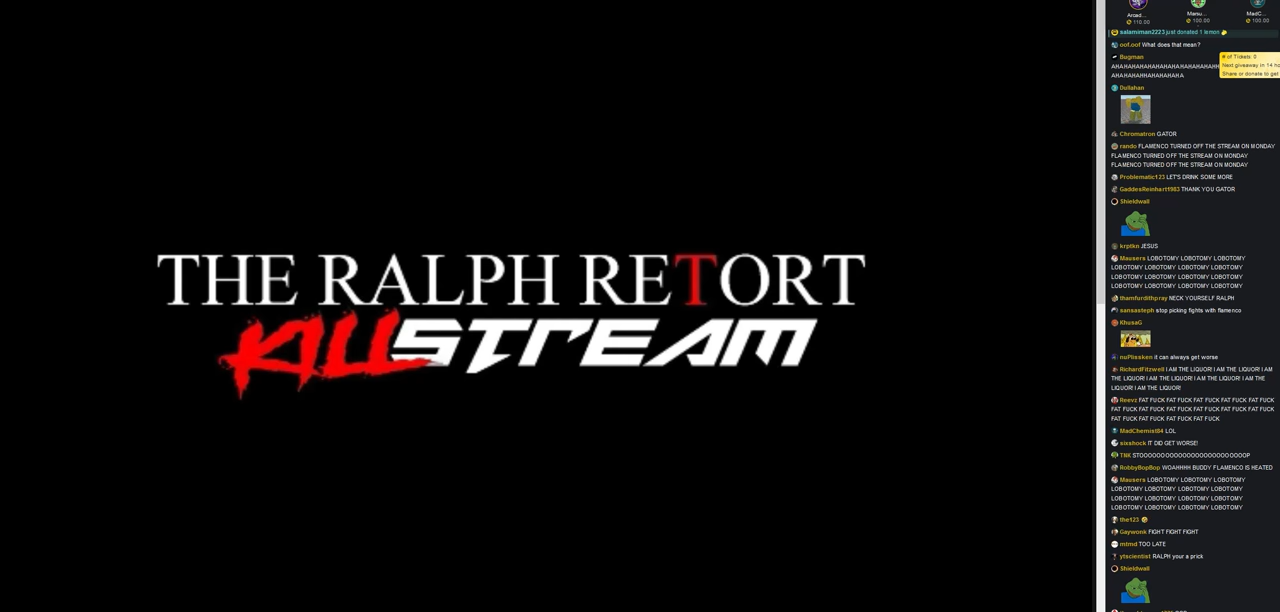 THE RALPH RETORT
KILLSTREAM
Arcad...
110.00
Marsu...
100.00
MadC...
100.00
salamiman2223 just donated 1 lemon
oof.oof What does that mean?
Bugman
AHAHAHAHAHAHAHAHAHAHAHH
AHAHAHAHHAHAHAHAHA
# of Tickets: 0
Next giveaway in 14 ho
Share or donate to get
Dullahan
Chromatron GATOR
rando FLAMENCO TURNED OFF THE STREAM ON MONDAY
FLAMENCO TURNED OFF THE STREAM ON MONDAY
FLAMENCO TURNED OFF THE STREAM ON MONDAY
Problematic123 LET'S DRINK SOME MORE
GaddesReinhart1983 THANK YOU GATOR
Shieldwall
krptkn JESUS
Mausers LOBOTOMY LOBOTOMY LOBOTOMY
LOBOTOMY LOBOTOMY LOBOTOMY LOBOTOMY
LOBOTOMY LOBOTOMY LOBOTOMY LOBOTOMY
LOBOTOMY LOBOTOMY LOBOTOMY LOBOTOMY
thamfurdithpray NECK YOURSELF RALPH
sansasteph stop picking fights with flamenco
KhusaG
nuPlissken it can always get worse
RichardFitzwell I AM THE LIQUOR! I AM THE LIQUOR! I AM
THE LIQUOR! I AM THE LIQUOR! I AM THE LIQUOR! I AM THE
LIQUOR! I AM THE LIQUOR!
Reevz FAT FUCK FAT FUCK FAT FUCK FAT FUCK FAT FUCK
FAT FUCK FAT FUCK FAT FUCK FAT FUCK FAT FUCK FAT FUCK
FAT FUCK FAT FUCK FAT FUCK FAT FUCK
MadChemist84 LOL
sixshock IT DID GET WORSE!
TNK STOOOOOOOOOOOOOOOOOOOOOOOOOP
RobbyBopBop WOAHHHH BUDDY FLAMENCO IS HEATED
Mausers LOBOTOMY LOBOTOMY LOBOTOMY
LOBOTOMY LOBOTOMY LOBOTOMY LOBOTOMY
LOBOTOMY LOBOTOMY LOBOTOMY LOBOTOMY
LOBOTOMY LOBOTOMY LOBOTOMY LOBOTOMY
the123 🤣
Gaywonk FIGHT FIGHT FIGHT
mtmd TOO LATE
ytscientist RALPH your a prick
Shieldwall